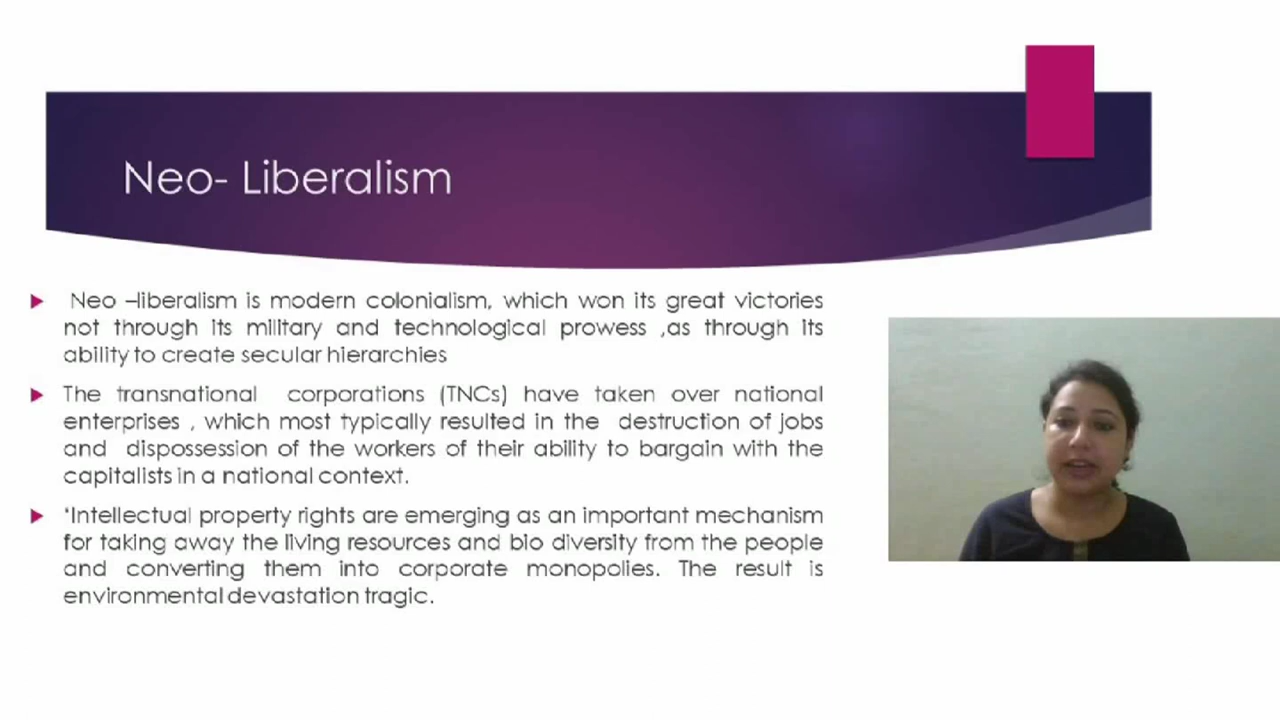 Neo- Liberalism
Neo –liberalism is modern colonialism, which won its great victories
not through its military and technological prowess ,as through its
ability to create secular hierarchies
The transnational corporations (TNCs) have taken over national
enterprises , which most typically resulted in the destruction of jobs
and dispossession of the workers of their ability to bargain with the
capitalists in a national context.
‘Intellectual property rights are emerging as an important mechanism
for taking away the living resources and bio diversity from the people
and converting them into corporate monopolies. The result is
environmental devastation tragic.